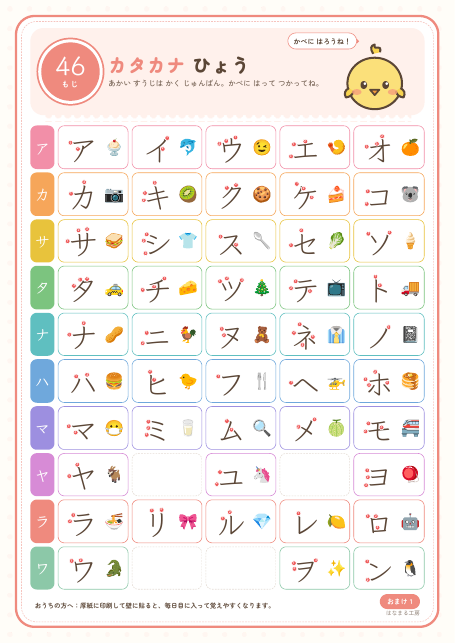 かべに はろうね！
46
もじ
カタカナ ひょう
あかい すうじは かく じゅんばん。かべに はって つかってね。
ア ア イ ウ エ オ
カ カ キ ク ケ コ
サ サ シ ス セ ソ
タ タ チ ツ テ ト
ナ ナ ニ ヌ ネ ノ
ハ ハ ヒ フ ヘ ホ
マ マ ミ ム メ モ
ヤ ヤ ユ ヨ
ラ ラ リ ル レ ロ
ワ ワ ヲ ン
おうちの方へ：厚紙に印刷して壁に貼ると、毎日目に入って覚えやすくなります。
おまけ！
はなまる工房